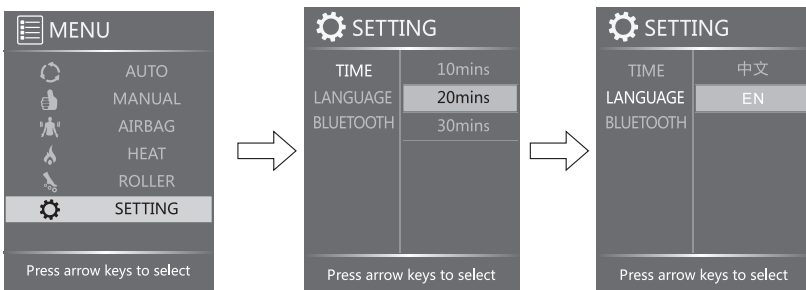 MENU
AUTO
MANUAL
AIRBAG
HEAT
ROLLER
SETTING
Press arrow keys to select
SETTING
TIME 10mins
LANGUAGE 20mins
BLUETOOTH 30mins
Press arrow keys to select
SETTING
TIME 中文
LANGUAGE EN
BLUETOOTH
Press arrow keys to select